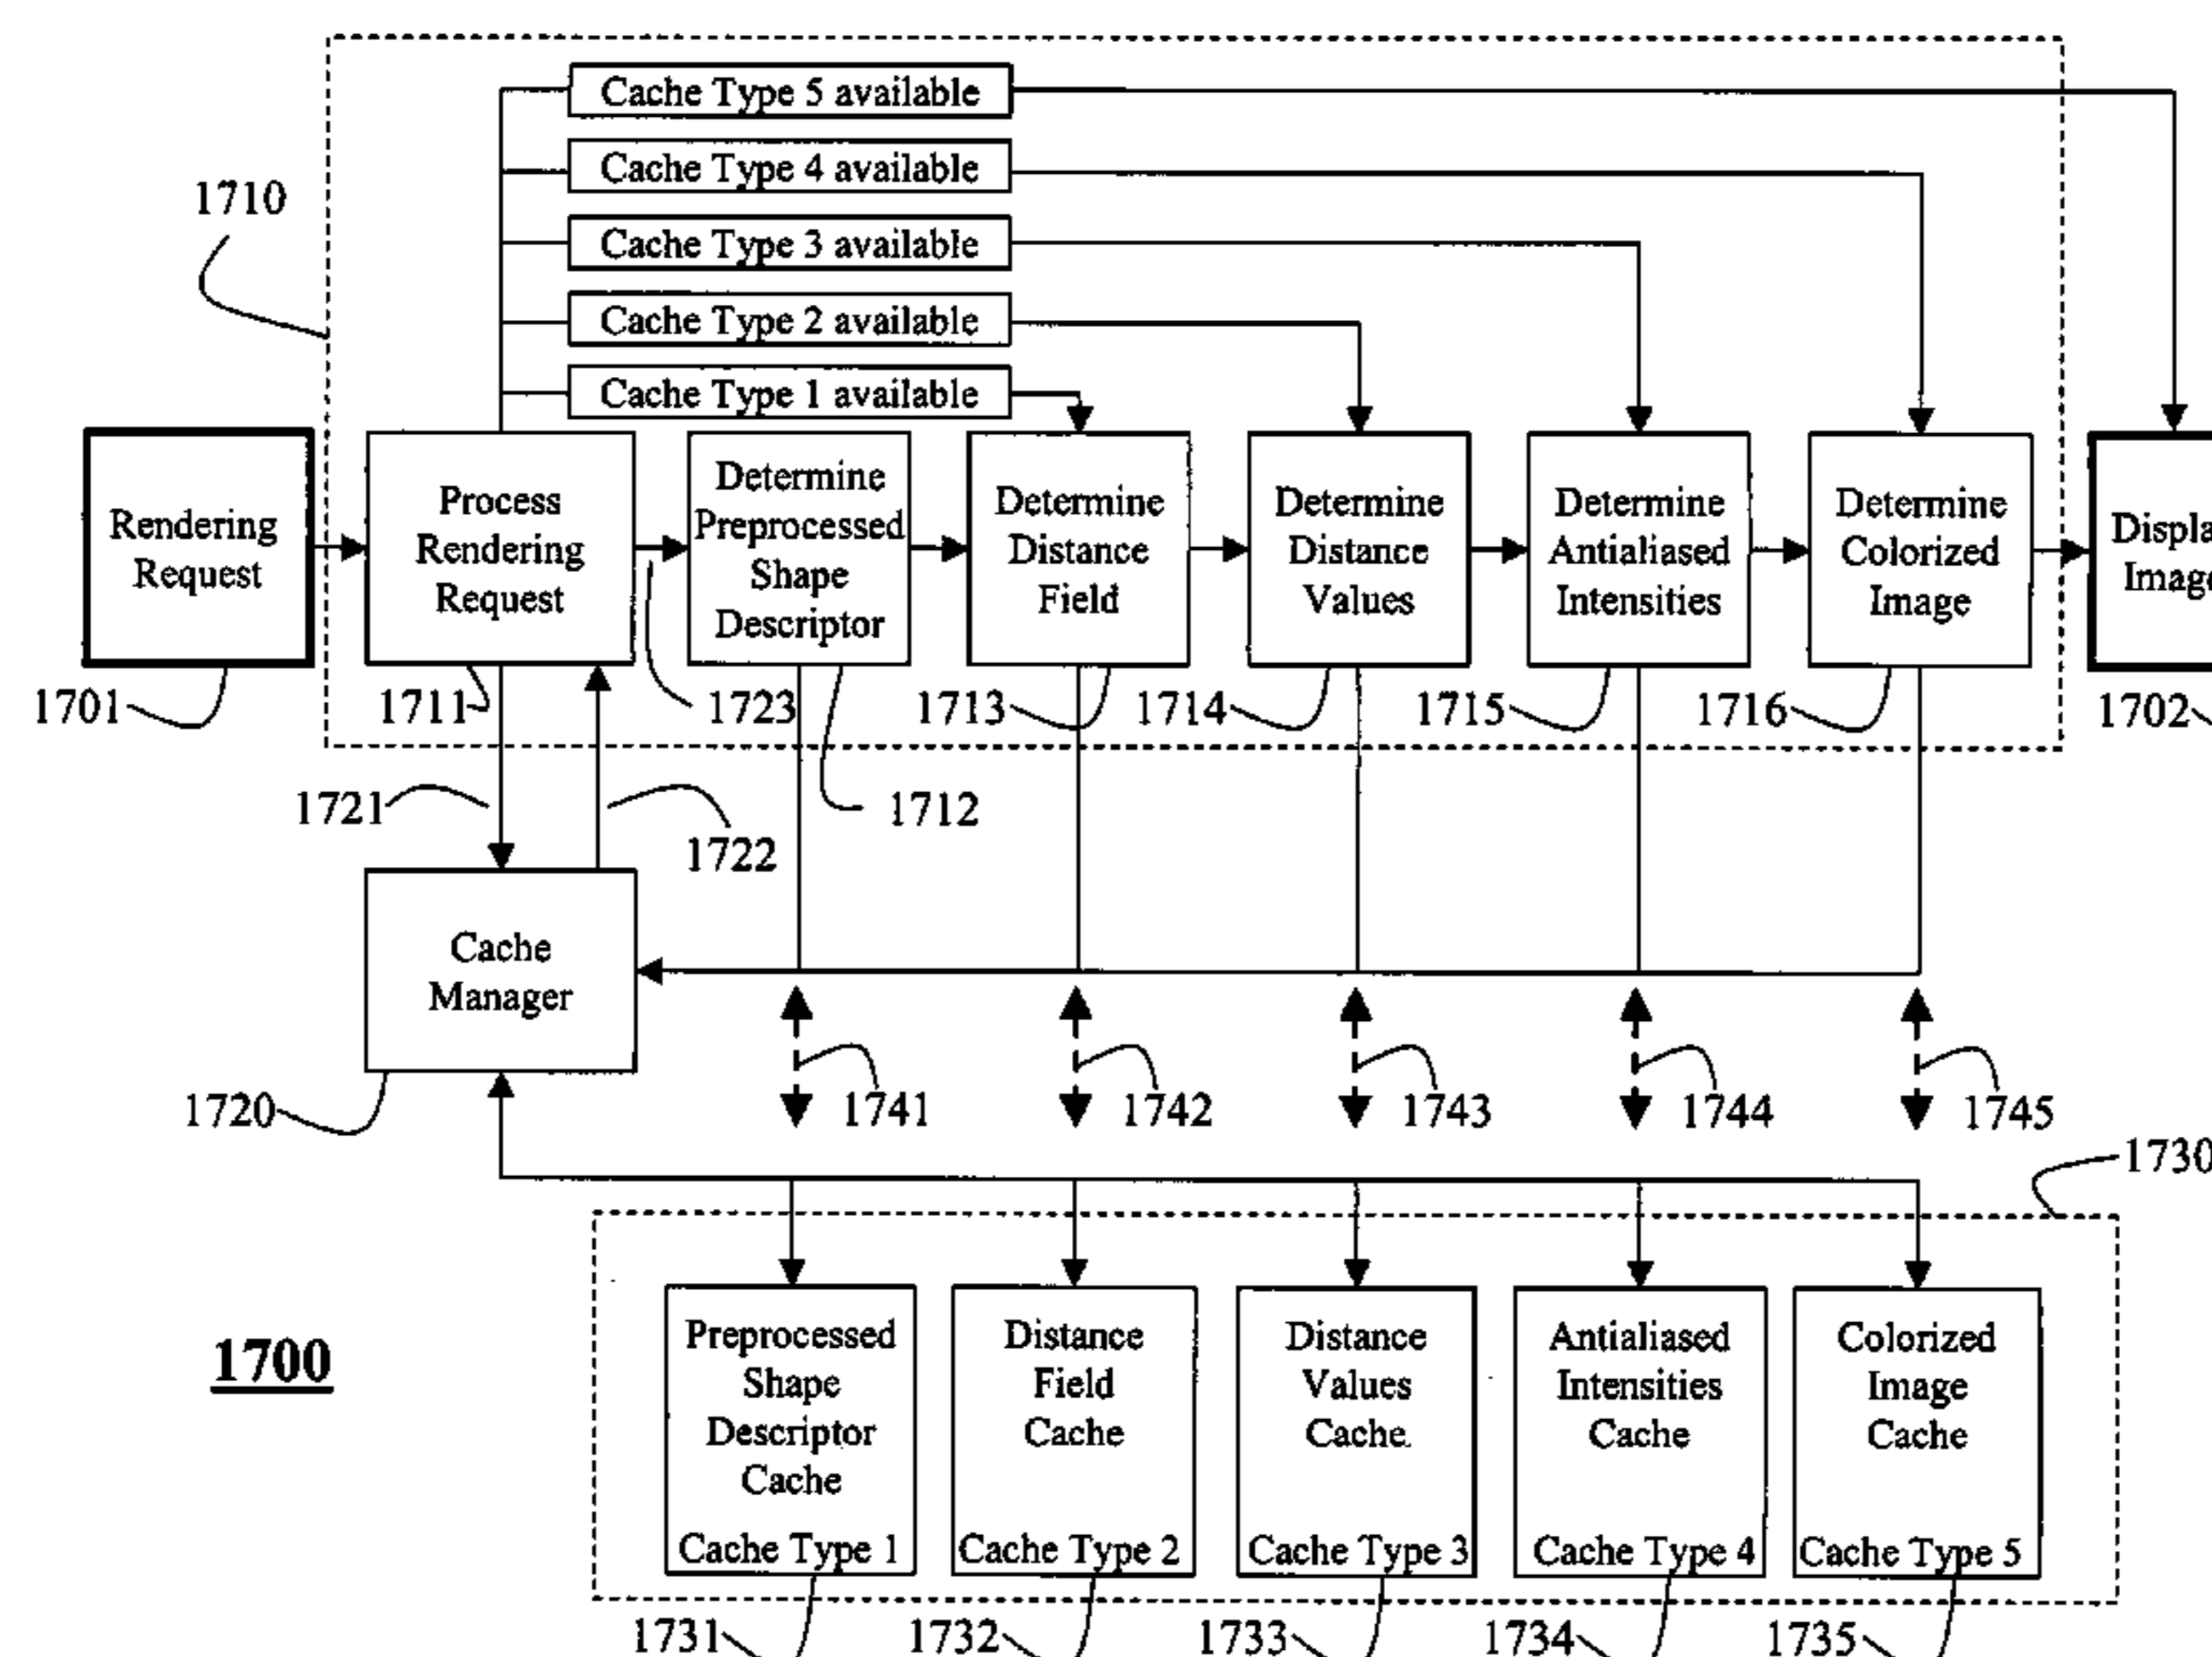 Cache Type 5 available
Cache Type 4 available
1710
Cache Type 3 available
Cache Type 2 available
Cache Type 1 available
Rendering
Request
Process
Rendering
Request
Determine
Preprocessed
Shape
Descriptor
Determine
Distance
Field
Determine
Distance
Values
Determine
Antialiased
Intensities
Determine
Colorized
Image
1701
1711
1723
1713
1714
1715
1716
1702
1721
1722
1712
Cache
Manager
1720
1741
1742
1743
1744
1745
1730
1700
Preprocessed
Shape
Descriptor
Cache
Cache Type 1
Distance
Field
Cache
Cache Type 2
Distance
Values
Cache
Cache Type 3
Antialiased
Intensities
Cache
Cache Type 4
Colorized
Image
Cache
Cache Type 5
1731
1732
1733
1734
1735